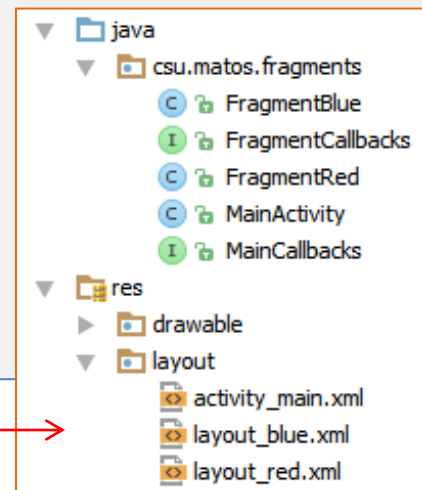 java
csu.matos.fragments
C FragmentBlue
I FragmentCallbacks
C FragmentRed
C MainActivity
I MainCallbacks
res
drawable
layout
activity_main.xml
layout_blue.xml
layout_red.xml